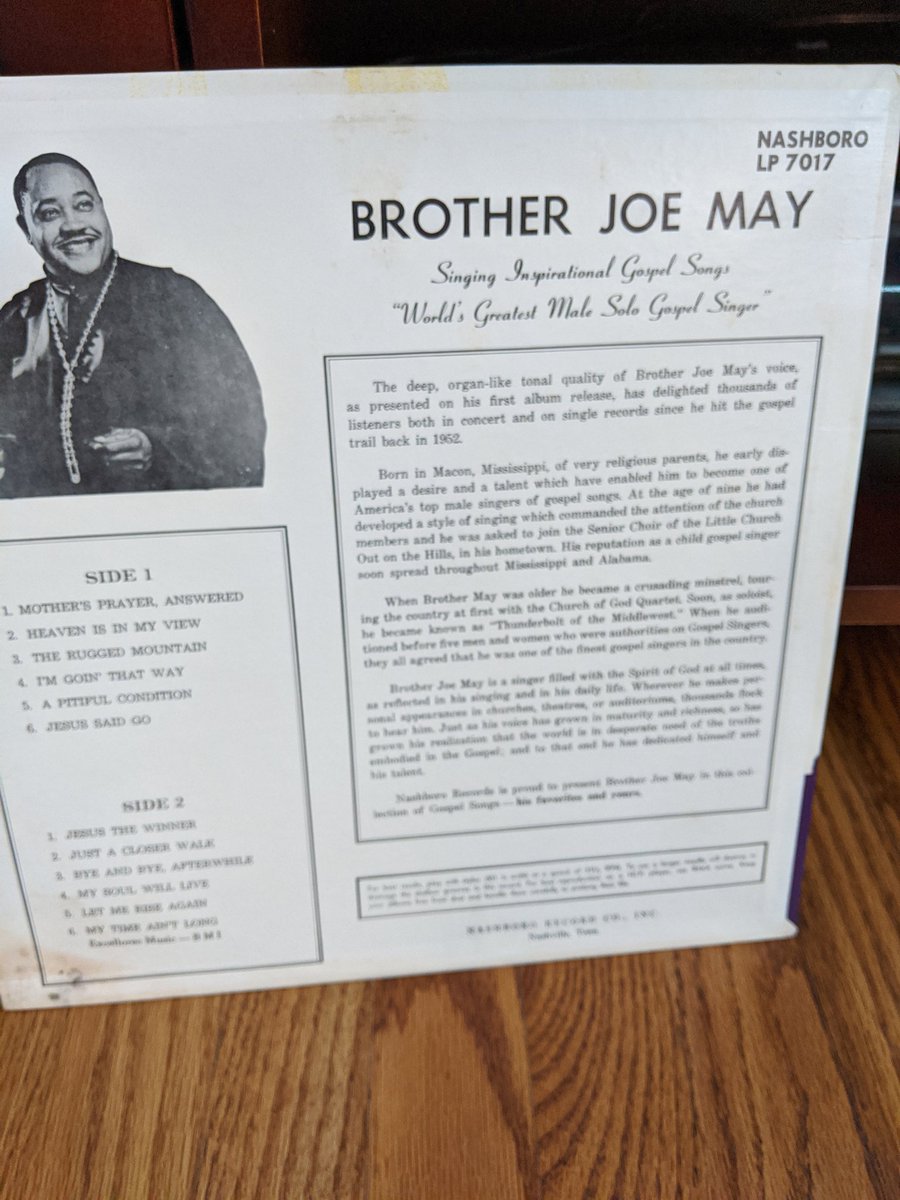 NASHBORO
LP 7017
BROTHER JOE MAY
Singing Inspirational Gospel Songs
"World's Greatest Male Solo Gospel Singer"
The deep, organ-like tonal quality of Brother Joe May's voice,
as presented on his first album release, has delighted thousands of
listeners both in concert and on single records since he hit the gospel
trail back in 1952.
Born in Macon, Mississippi, of very religious parents, he early dis-
played a desire and a talent which have enabled him to become one of
America's top male singers of gospel songs. At the age of nine he had
developed a style of singing which commanded the attention of the church
members and he was asked to join the Senior Choir of the Little Church
Out on the Hills, in his hometown. His reputation as a child gospel singer
soon spread throughout Mississippi and Alabama.
When Brother May was older he became a crusading minstrel, tour-
ing the country at first with the Church of God Quartet. Soon, as soloist,
he became known as "Thunderbolt of the Middlewest." When he audi-
tioned before five men and women who were authorities on Gospel Singers,
they all agreed that he was one of the finest gospel singers in the country.
Brother Joe May is a singer filled with the Spirit of God at all times,
as reflected in his singing and in his daily life. Wherever he makes per-
sonal appearances in churches, theatres, or auditoriums, thousands flock
to hear him. Just as his voice has grown in maturity and richness, so has
grown his realization that the world is in desperate need of the truths
embodied in the Gospel; and to that end he has dedicated himself and
his talent.
Nashboro Records is proud to present Brother Joe May in this col-
lection of Gospel Songs — his favorites and yours.
SIDE 1
1. MOTHER'S PRAYER, ANSWERED
2. HEAVEN IS IN MY VIEW
3. THE RUGGED MOUNTAIN
4. I'M GOIN' THAT WAY
5. A PITIFUL CONDITION
6. JESUS SAID GO
SIDE 2
1. JESUS THE WINNER
2. JUST A CLOSER WALK
3. BYE AND BYE, AFTERWHILE
4. MY SOUL WILL LIVE
5. LET ME RISE AGAIN
6. MY TIME AIN'T LONG
Excellorec Music — B M I
NASHBORO RECORD CO., INC.
Nashville, Tenn.